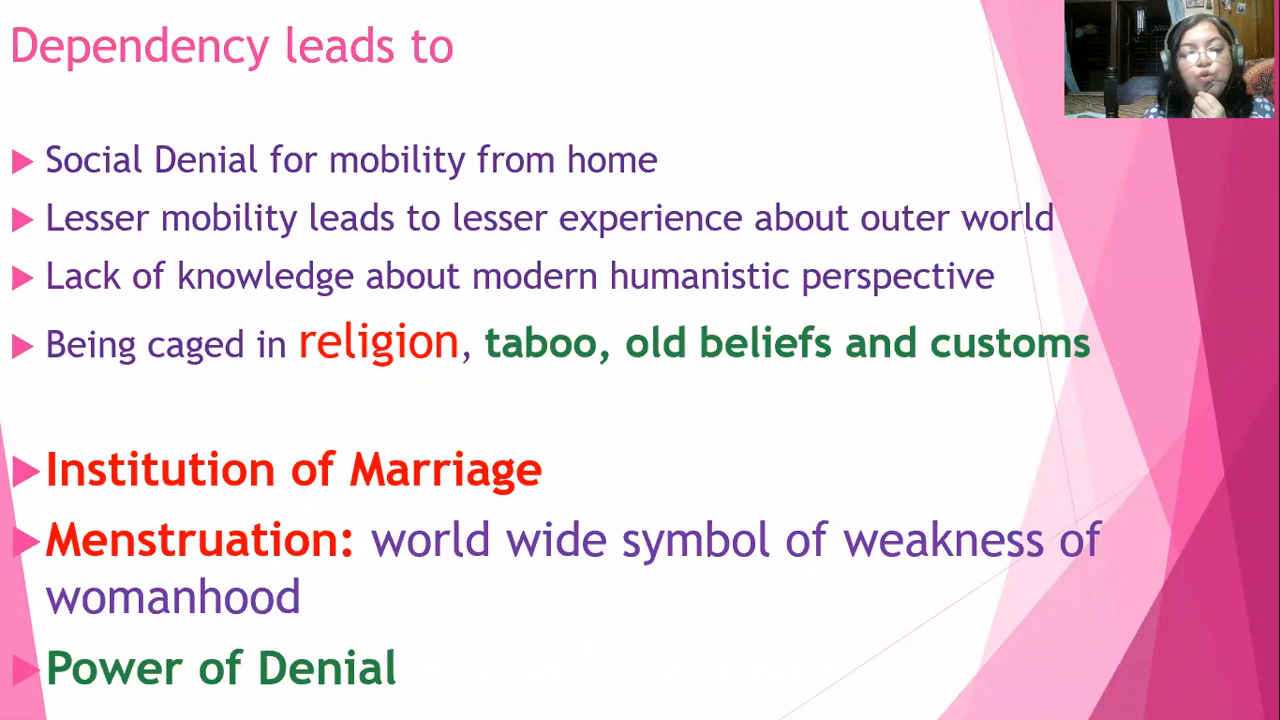 Dependency leads to
Social Denial for mobility from home
Lesser mobility leads to lesser experience about outer world
Lack of knowledge about modern humanistic perspective
Being caged in religion, taboo, old beliefs and customs
Institution of Marriage
Menstruation: world wide symbol of weakness of
womanhood
Power of Denial